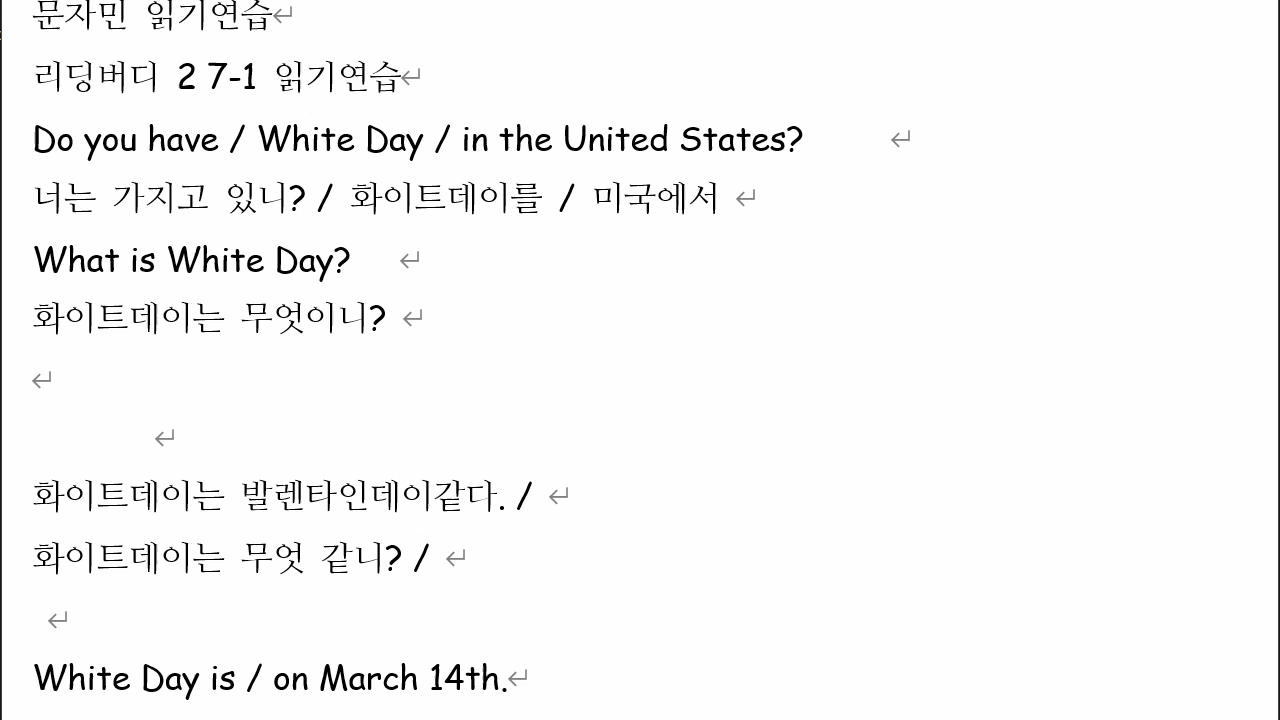 문자민 읽기연습
리딩버디 2 7-1 읽기연습
Do you have / White Day / in the United States?
너는 가지고 있니? / 화이트데이를 / 미국에서
What is White Day?
화이트데이는 무엇이니?
화이트데이는 발렌타인데이같다. /
화이트데이는 무엇 같니? /
White Day is / on March 14th.